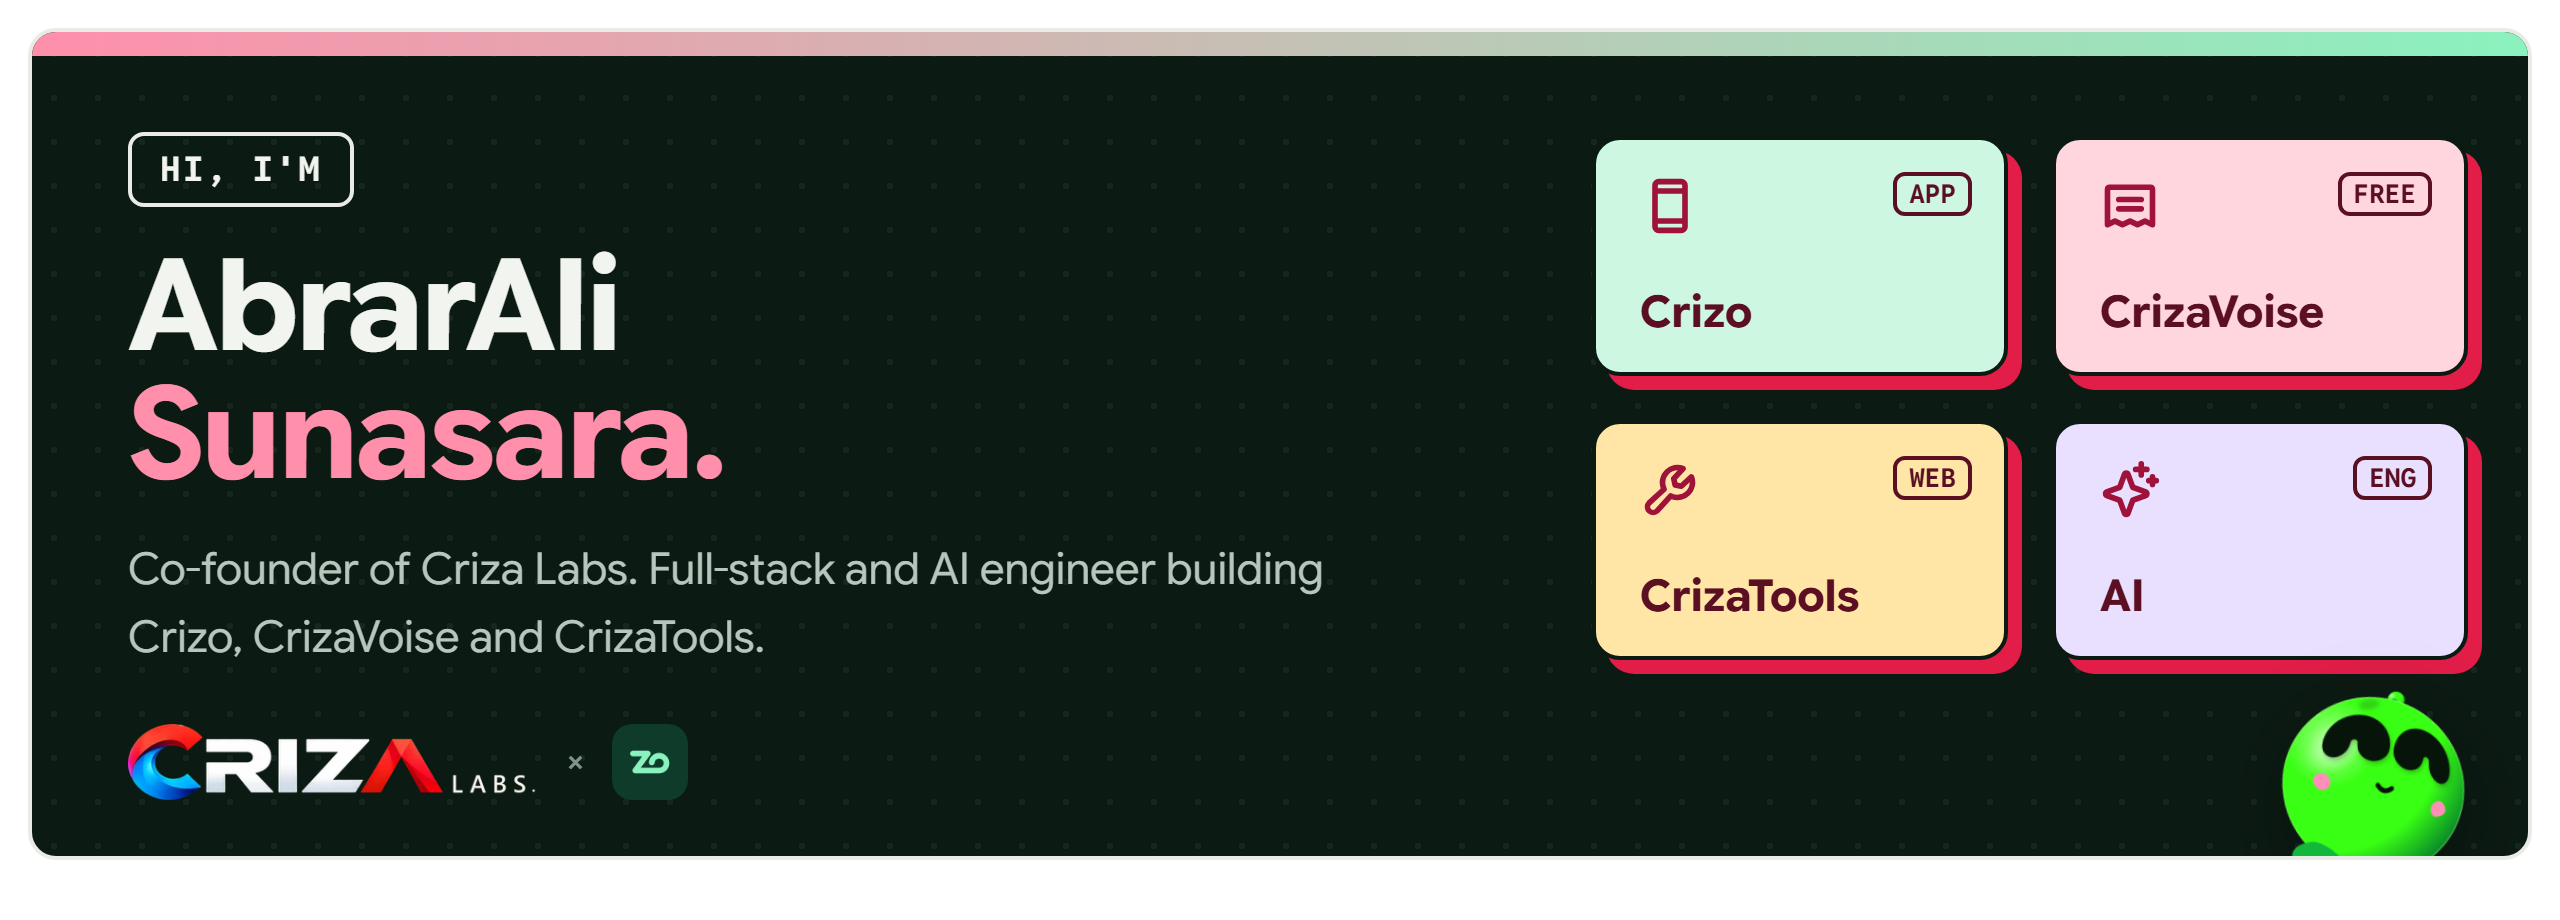 HI, I'M
AbrarAli
Sunasara.
Co-founder of Criza Labs. Full-stack and AI engineer building
Crizo, CrizaVoise and CrizaTools.
CRIZA LABS. × zo
APP
Crizo
FREE
CrizaVoise
WEB
CrizaTools
ENG
AI